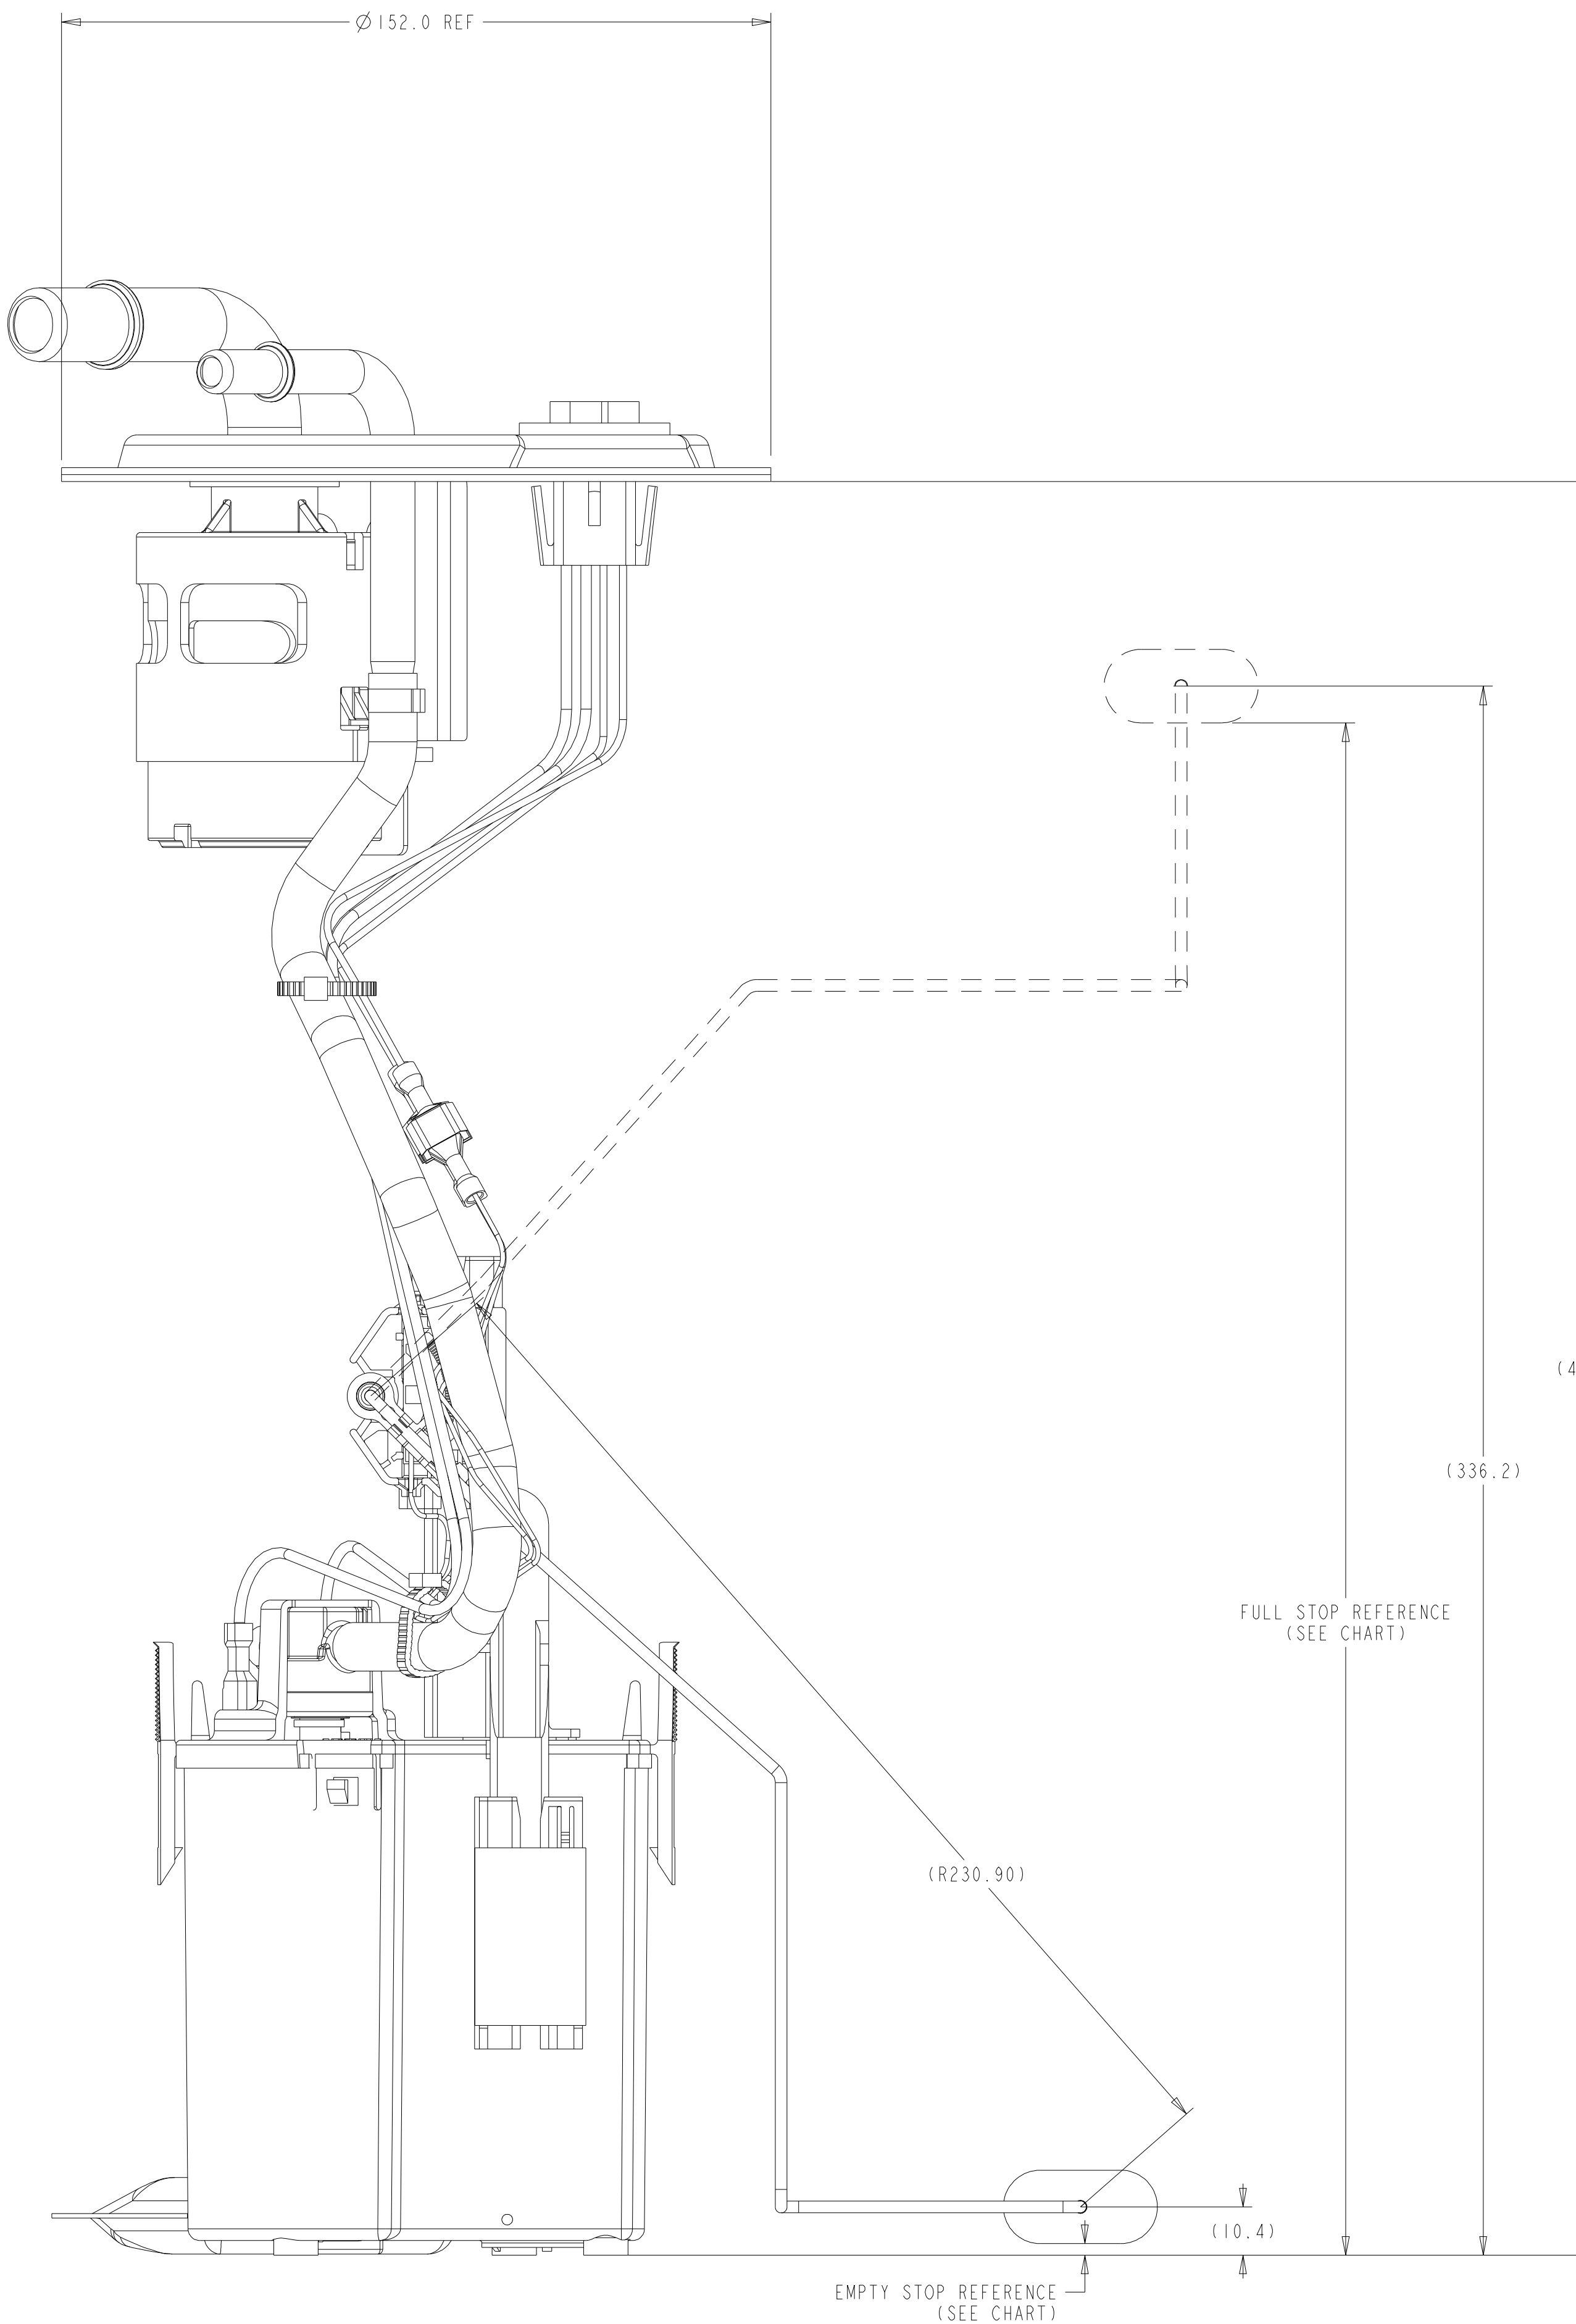 Ø152.0 REF
(4
(336.2)
FULL STOP REFERENCE
(SEE CHART)
(R230.90)
(10.4)
EMPTY STOP REFERENCE
(SEE CHART)